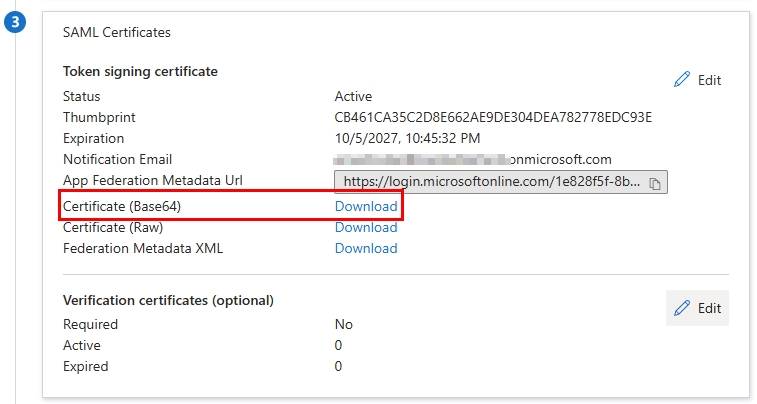 3
SAML Certificates
Token signing certificate
Edit
Status Active
Thumbprint CB461CA35C2D8E662AE9DE304DEA782778EDC93E
Expiration 10/5/2027, 10:45:32 PM
Notification Email onmicrosoft.com
App Federation Metadata Url https://login.microsoftonline.com/1e828f5f-8b...
Certificate (Base64) Download
Certificate (Raw) Download
Federation Metadata XML Download
Verification certificates (optional)
Edit
Required No
Active 0
Expired 0